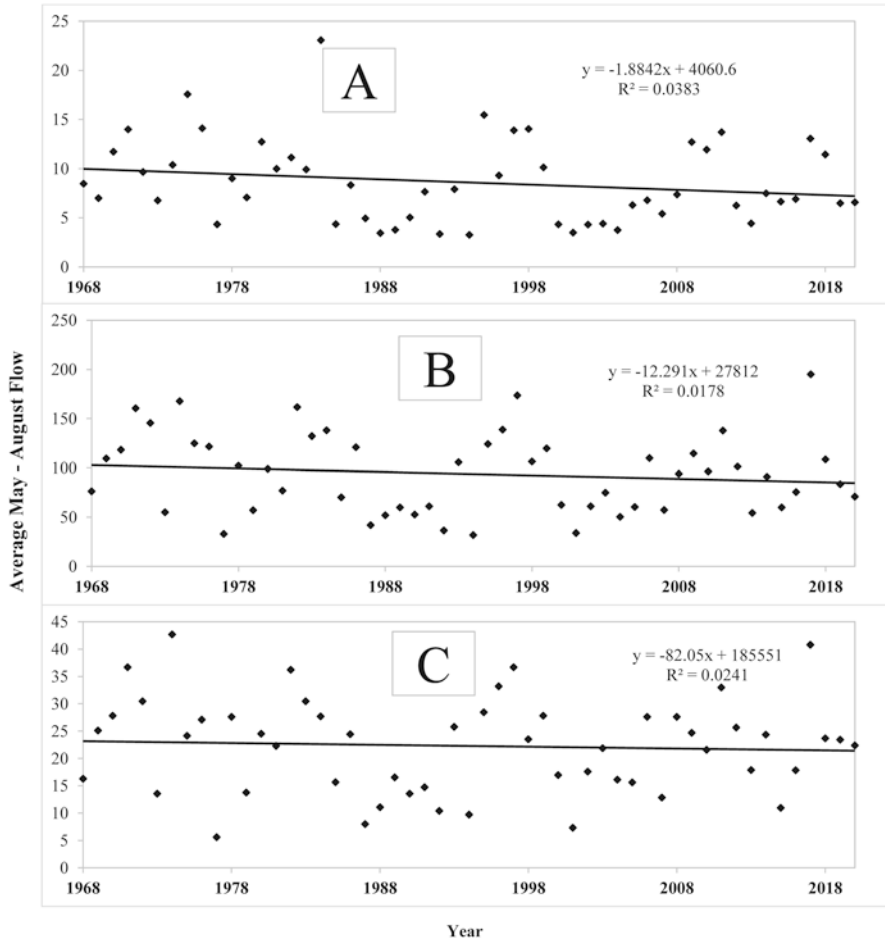 25
20
15
10
5
0
A
y = -1.8842x + 4060.6
R² = 0.0383
1968 1978 1988 1998 2008 2018
250
200
150
100
50
0
B
y = -12.291x + 27812
R² = 0.0178
1968 1978 1988 1998 2008 2018
45
40
35
30
25
20
15
10
5
0
C
y = -82.05x + 185551
R² = 0.0241
1968 1978 1988 1998 2008 2018
Average May - August Flow
Year